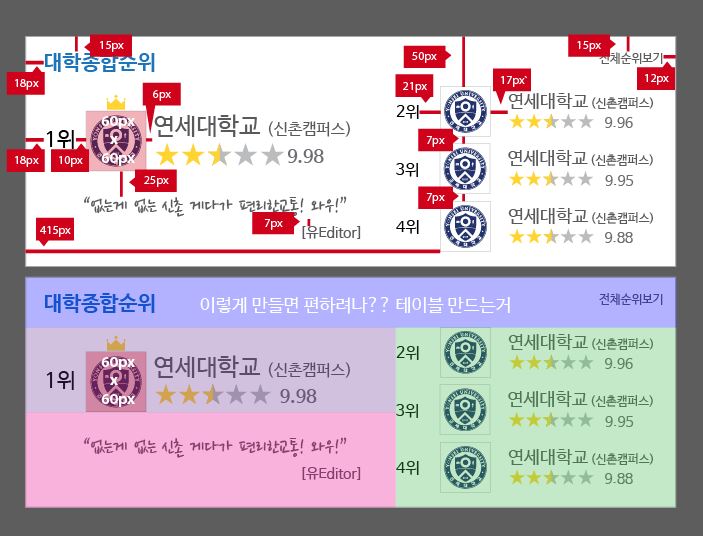 15px
50px
15px
대학종합순위
전체순위보기
18px
12px
21px
17px`
6px
2위
연세대학교 (신촌캠퍼스)
9.96
1위
60px
x
60px
연세대학교 (신촌캠퍼스)
9.98
18px
10px
7px
3위
연세대학교 (신촌캠퍼스)
9.95
25px
7px
“없는게 없는 신촌 게다가 편리한교통! 와우!”
7px
[유Editor]
4위
연세대학교 (신촌캠퍼스)
9.88
415px
대학종합순위
이렇게 만들면 편하려나?? 테이블 만드는거
전체순위보기
1위
60px
x
60px
연세대학교 (신촌캠퍼스)
9.98
2위
연세대학교 (신촌캠퍼스)
9.96
3위
연세대학교 (신촌캠퍼스)
9.95
“없는게 없는 신촌 게다가 편리한교통! 와우!”
[유Editor]
4위
연세대학교 (신촌캠퍼스)
9.88